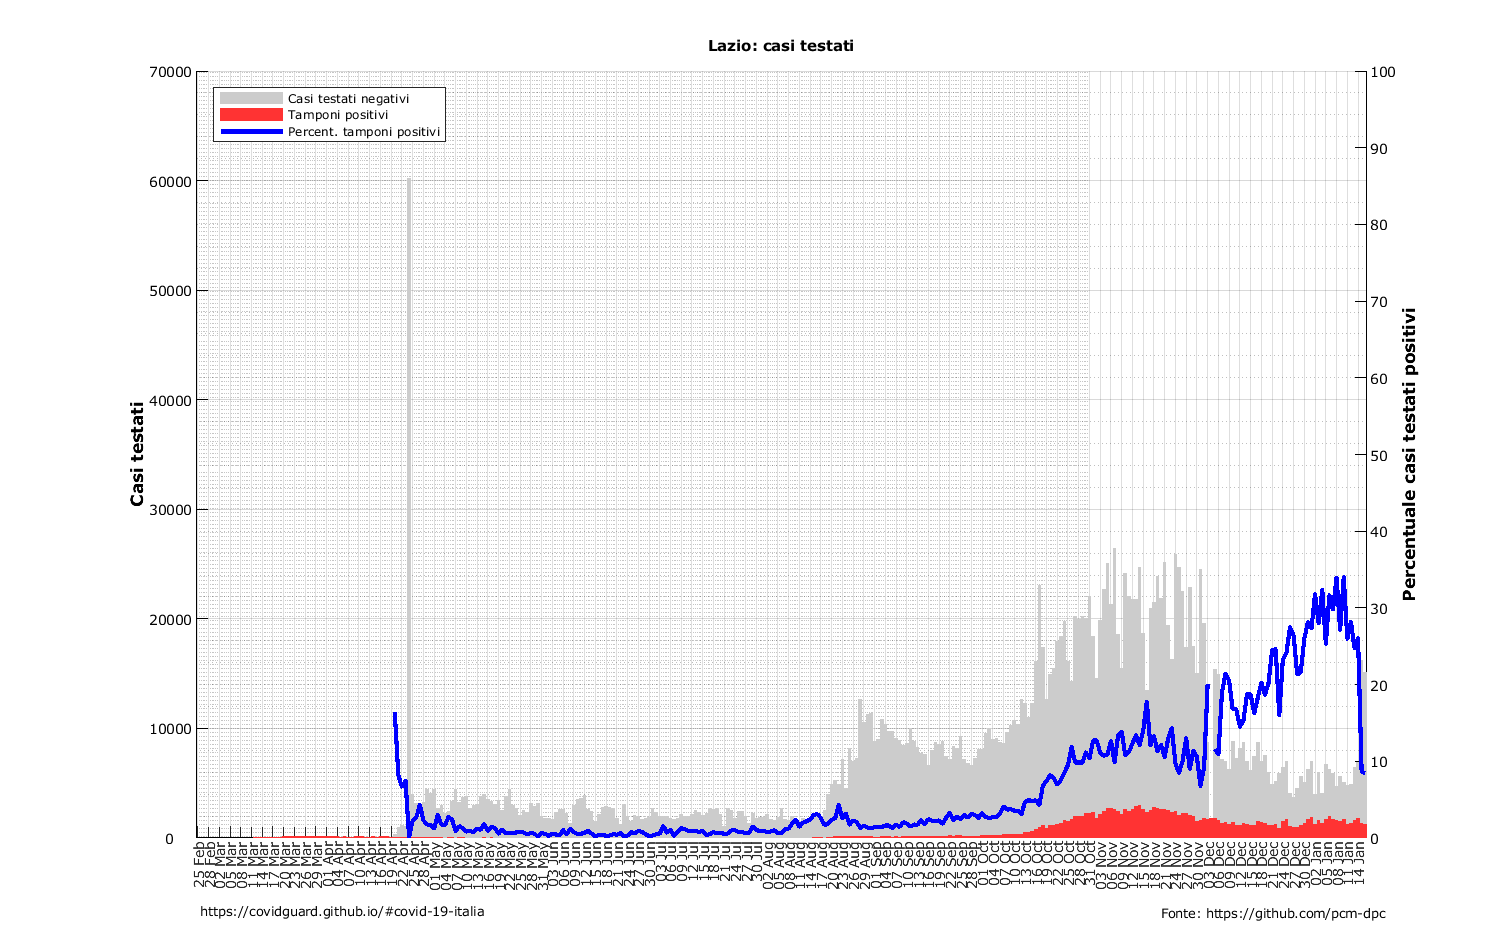 Lazio: casi testati
70000
60000
50000
40000
30000
20000
10000
0
Casi testati
Casi testati negativi
Tamponi positivi
Percent. tamponi positivi
100
90
80
70
60
50
40
30
20
10
0
Percentuale casi testati positivi
25 Feb
28 Feb
02 Mar
05 Mar
08 Mar
11 Mar
14 Mar
17 Mar
20 Mar
23 Mar
26 Mar
29 Mar
01 Apr
04 Apr
07 Apr
10 Apr
13 Apr
16 Apr
19 Apr
22 Apr
25 Apr
28 Apr
01 May
04 May
07 May
10 May
13 May
16 May
19 May
22 May
25 May
28 May
31 May
03 Jun
06 Jun
09 Jun
12 Jun
15 Jun
18 Jun
21 Jun
24 Jun
27 Jun
30 Jun
03 Jul
06 Jul
09 Jul
12 Jul
15 Jul
18 Jul
21 Jul
24 Jul
27 Jul
30 Jul
02 Aug
05 Aug
08 Aug
11 Aug
14 Aug
17 Aug
20 Aug
23 Aug
26 Aug
29 Aug
01 Sep
04 Sep
07 Sep
10 Sep
13 Sep
16 Sep
19 Sep
22 Sep
25 Sep
28 Sep
01 Oct
04 Oct
07 Oct
10 Oct
13 Oct
16 Oct
19 Oct
22 Oct
25 Oct
28 Oct
31 Oct
03 Nov
06 Nov
09 Nov
12 Nov
15 Nov
18 Nov
21 Nov
24 Nov
27 Nov
30 Nov
03 Dec
06 Dec
09 Dec
12 Dec
15 Dec
18 Dec
21 Dec
24 Dec
27 Dec
30 Dec
02 Jan
05 Jan
08 Jan
11 Jan
14 Jan
https://covidguard.github.io/#covid-19-italia
Fonte: https://github.com/pcm-dpc